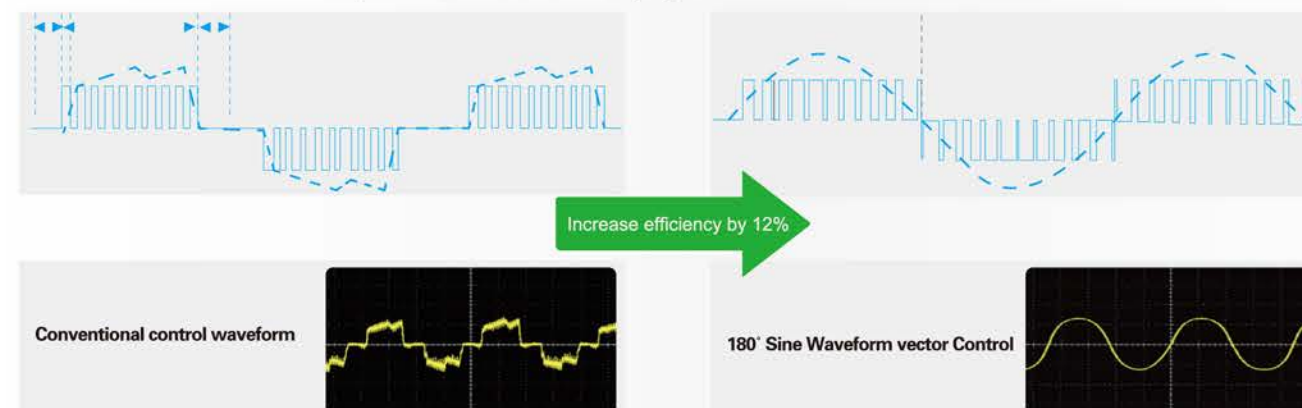 Increase efficiency by 12%
Conventional control waveform
180° Sine Waveform vector Control